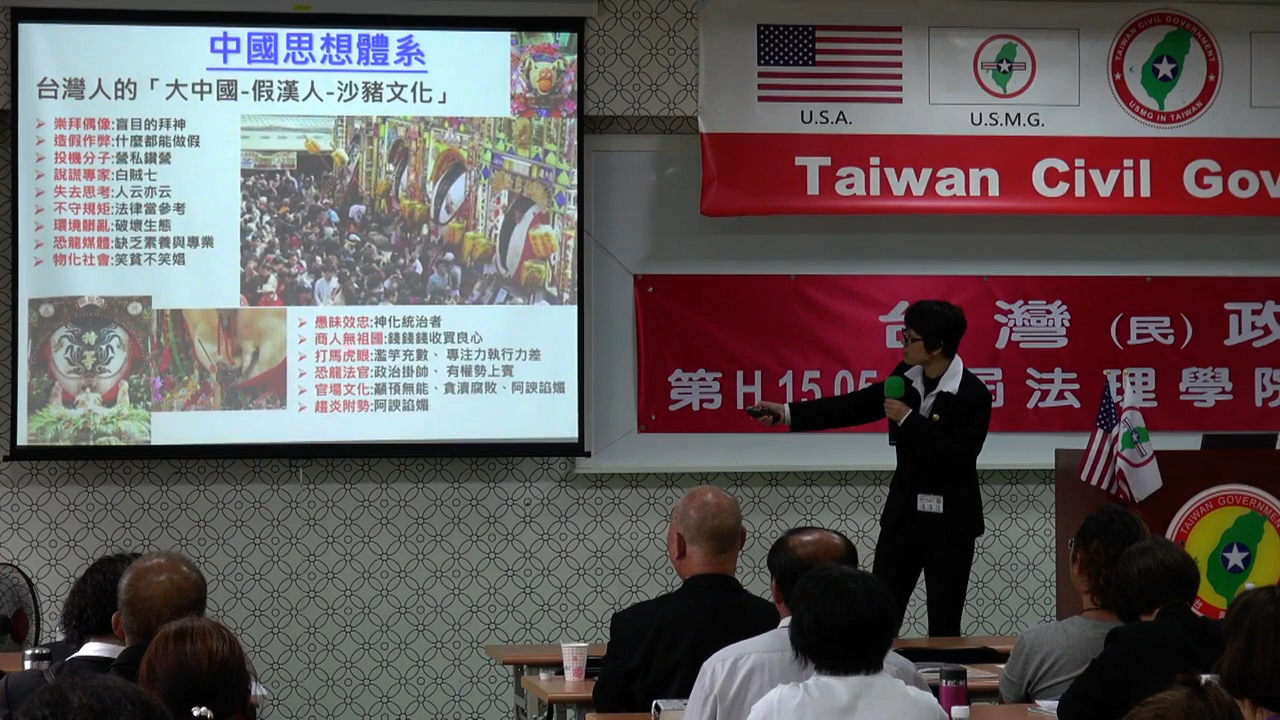 中國思想體系
台灣人的「大中國-假漢人-沙豬文化」
崇拜偶像:盲目的拜神
造假作弊:什麼都能做假
投機分子:營私鑽營
說謊專家:白賊七
失去思考:人云亦云
不守規矩:法律當參考
環境髒亂:破壞生態
恐龍媒體:缺乏素養與專業
物化社會:笑貧不笑娼
愚昧效忠:神化統治者
商人無祖國:錢錢錢收買良心
打馬虎眼:濫竽充數、專注力執行力差
恐龍法官:政治掛帥、有權勢上賓
官場文化:顢頇無能、貪瀆腐敗、阿諛諂媚
趨炎附勢:阿諛諂媚
U.S.A.
U.S.M.G.
TAIWAN CIVIL GOVERNMENT
USMG IN TAIWAN
Taiwan Civil Gov
台灣(民)政
第H15.05 法理學院
TAIWAN GOVERNMENT